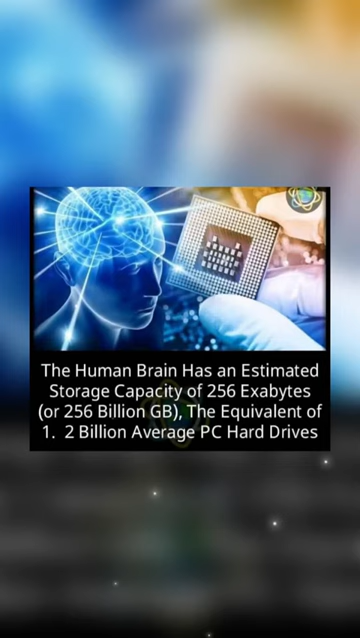 The Human Brain Has an Estimated
Storage Capacity of 256 Exabytes
(or 256 Billion GB), The Equivalent of
1.  2 Billion Average PC Hard Drives